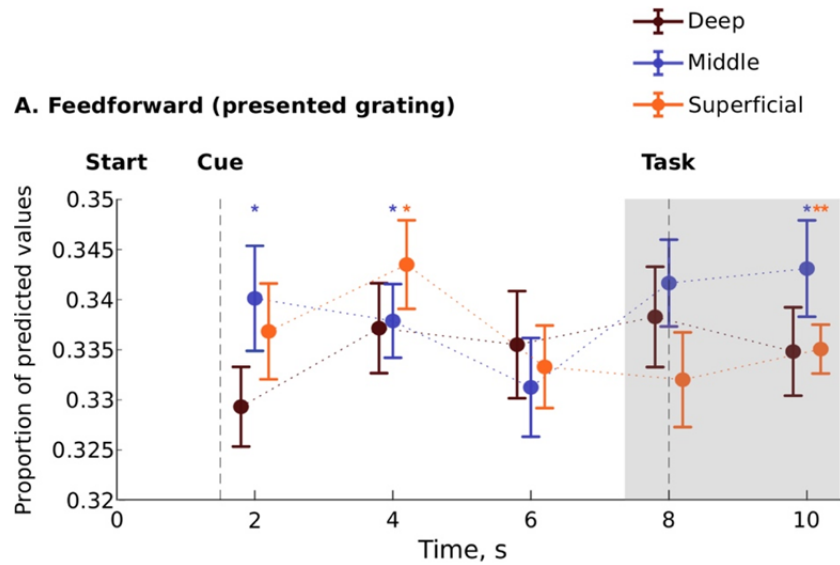 Deep
Middle
Superficial
A. Feedforward (presented grating)
Start Cue Task
Proportion of predicted values
0.35
0.345
0.34
0.335
0.33
0.325
0.32
* * * * **
0 2 4 6 8 10
Time, s